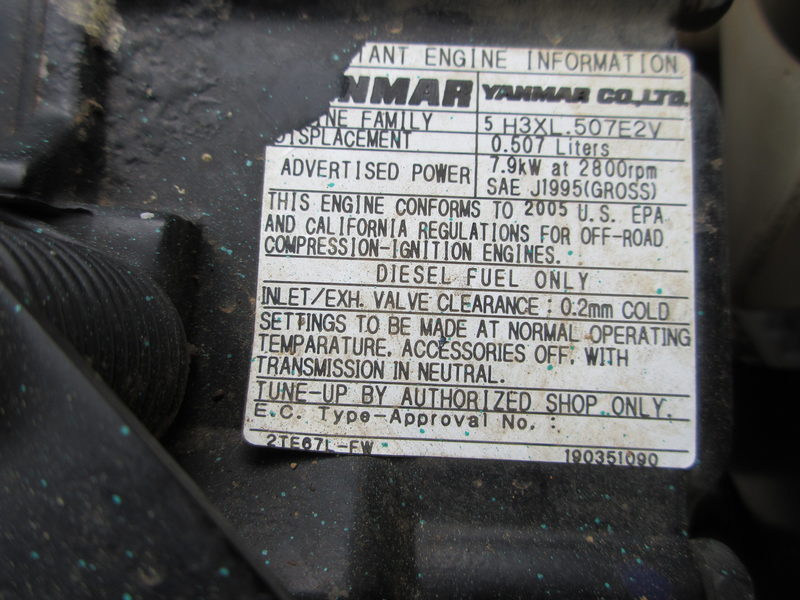 TANT ENGINE INFORMATION
NMAR YANMAR CO.,LTD.
INE FAMILY 5 H3XL.507E2V
DISPLACEMENT 0.507 Liters
ADVERTISED POWER 7.9kW at 2800rpm
SAE J1995(GROSS)
THIS ENGINE CONFORMS TO 2005 U.S. EPA
AND CALIFORNIA REGULATIONS FOR OFF-ROAD
COMPRESSION-IGNITION ENGINES.
DIESEL FUEL ONLY
INLET/EXH. VALVE CLEARANCE : 0.2mm COLD
SETTINGS TO BE MADE AT NORMAL OPERATING
TEMPARATURE, ACCESSORIES OFF, WITH
TRANSMISSION IN NEUTRAL.
TUNE-UP BY AUTHORIZED SHOP ONLY.
E.C. Type-Approval No. :
2TE67L-FW 190351090